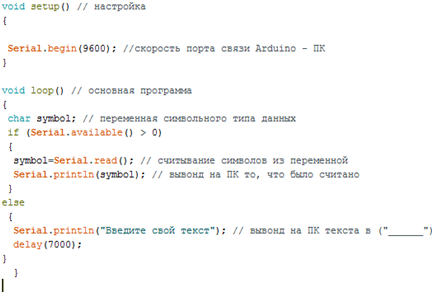 void setup() // настройка
{
Serial.begin(9600); //скорость порта связи Arduino - ПК
}
void loop() // основная программа
{
char symbol; // переменная символьного типа данных
if (Serial.available() > 0)
{
symbol=Serial.read(); // считывание символов из переменной
Serial.println(symbol); // вывонд на ПК то, что было считано
}
else
{
Serial.println("Введите свой текст"); // вывонд на ПК текста в ("______")
delay(7000);
}
}